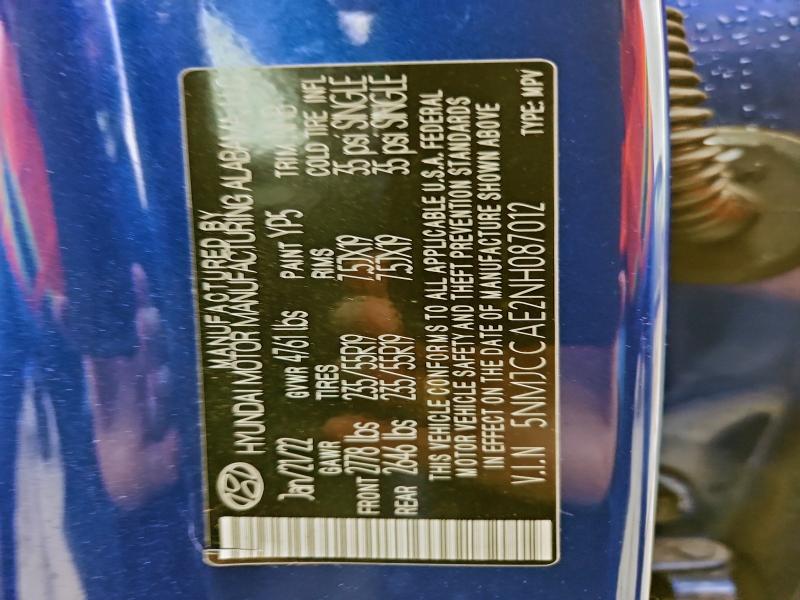 MANUFACTURED BY
HYUNDAI MOTOR MANUFACTURING ALABAMA
Jan/21/22 GVWR 4761 lbs PAINT YP5 TRIM
GAWR TIRES RIMS COLD TIRE INFL
FRONT 2778 lbs 235/55R19 7.5JX19 35 psi SINGLE
REAR 2646 lbs 235/55R19 7.5JX19 35 psi SINGLE
THIS VEHICLE CONFORMS TO ALL APPLICABLE U.S.A. FEDERAL
MOTOR VEHICLE SAFETY AND THEFT PREVENTION STANDARDS
IN EFFECT ON THE DATE OF MANUFACTURE SHOWN ABOVE
V.I.N 5NMJCCAE2NH087012 TYPE: MPV